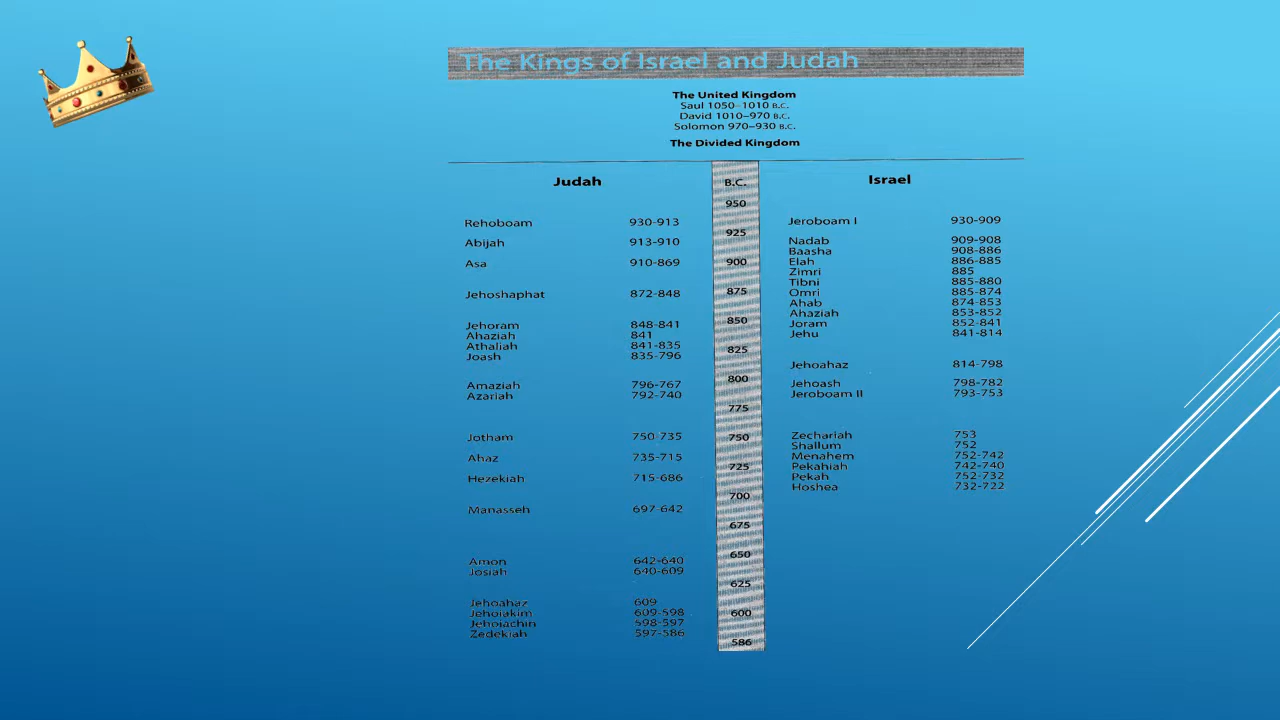 The Kings of Israel and Judah
The United Kingdom
Saul 1050–1010 B.C.
David 1010–970 B.C.
Solomon 970–930 B.C.
The Divided Kingdom
Judah B.C. Israel
950
Rehoboam 930-913 Jeroboam I 930-909
925
Abijah 913-910 Nadab 909-908
Baasha 908-886
Asa 910-869 900 Elah 886-885
Zimri 885
Tibni 885-880
Jehoshaphat 872-848 875 Omri 885-874
Ahab 874-853
Ahaziah 853-852
Jehoram 848-841 850 Joram 852-841
Ahaziah 841 Jehu 841-814
Athaliah 841-835
825
Joash 835-796
Jehoahaz 814-798
800
Amaziah 796-767 Jehoash 798-782
Azariah 792-740 Jeroboam II 793-753
775
Jotham 750-735 750 Zechariah 753
Shallum 752
Ahaz 735-715 Menahem 752-742
725 Pekahiah 742-740
Hezekiah 715-686 Pekah 752-732
Hoshea 732-722
700
Manasseh 697-642
675
650
Amon 642-640
Josiah 640-609
625
Jehoahaz 609
Jehoiakim 609-598 600
Jehoiachin 598-597
Zedekiah 597-586
586